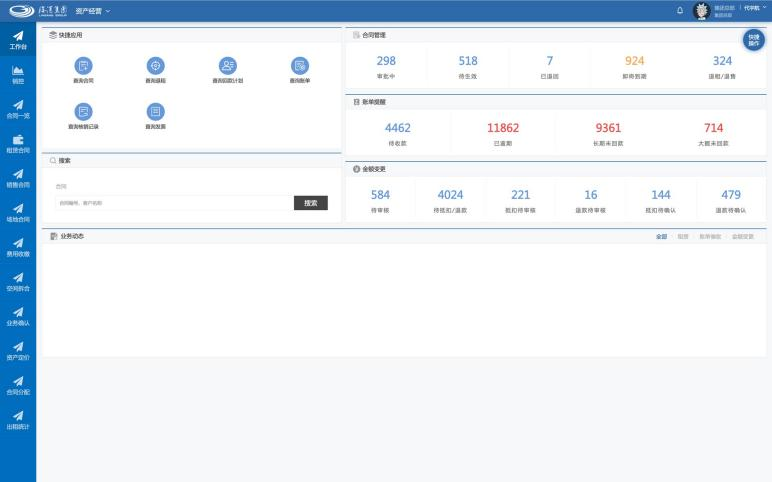 临港集团
LINGANG GROUP
资产经营
集团总部
代宇航
集团总部
快捷
操作
工作台
销控
合同一览
租赁合同
销售合同
场地合同
费用收缴
空间拆合
业务确认
资产定价
合同分配
出租统计
快捷应用
查询合同
查询退租
查询回款计划
查询账单
查询核销记录
查询发票
搜索
合同
合同编号、客户名称
搜索
合同管理
298
518
7
924
324
审批中
待生效
已退回
即将到期
退租/退售
账单提醒
4462
11862
9361
714
待收款
已逾期
长期未回款
大额未回款
金额变更
584
4024
221
16
144
479
待审核
待抵扣/退款
抵扣待审核
退款待审核
抵扣待确认
退款待确认
业务动态
全部
租赁
账单催收
金额变更